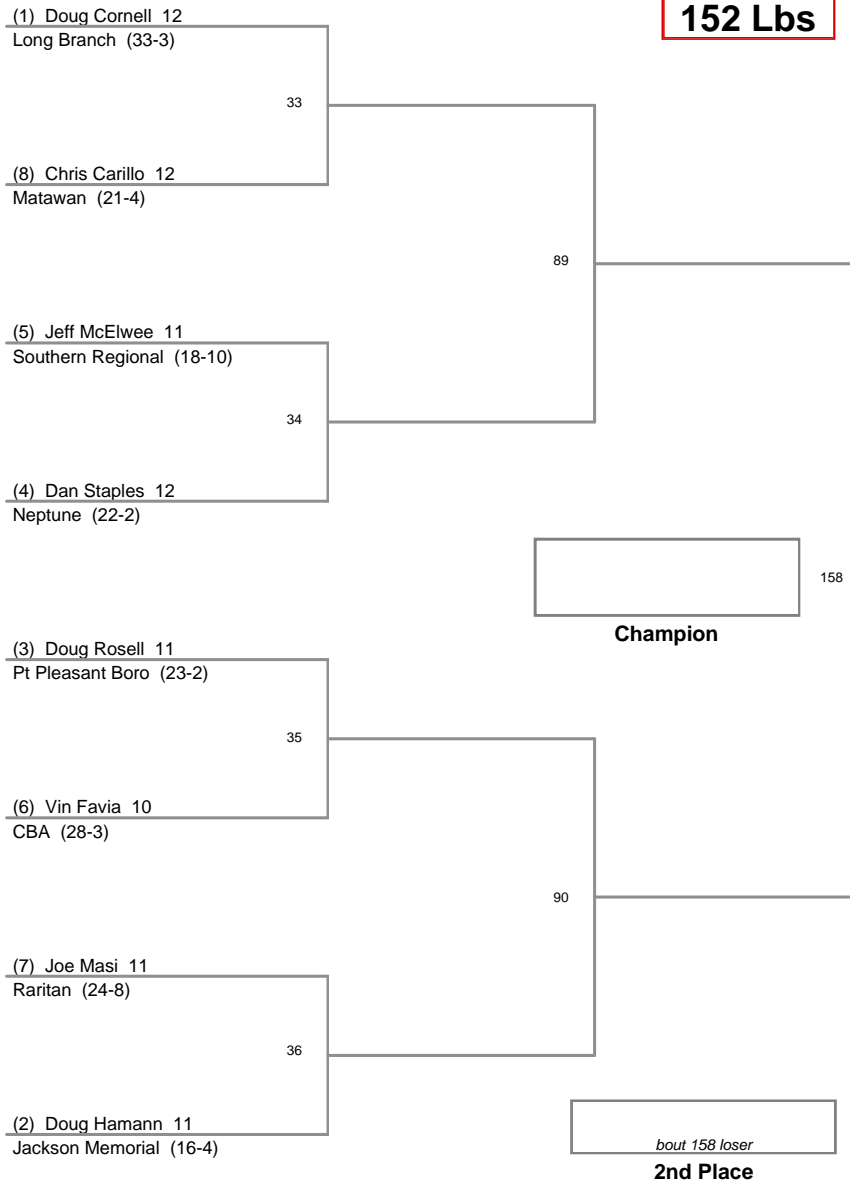 152 Lbs
(1) Doug Cornell 12
Long Branch (33-3)
33
(8) Chris Carillo 12
Matawan (21-4)
89
(5) Jeff McElwee 11
Southern Regional (18-10)
34
(4) Dan Staples 12
Neptune (22-2)
158
Champion
(3) Doug Rosell 11
Pt Pleasant Boro (23-2)
35
(6) Vin Favia 10
CBA (28-3)
90
(7) Joe Masi 11
Raritan (24-8)
36
(2) Doug Hamann 11
Jackson Memorial (16-4)
bout 158 loser
2nd Place